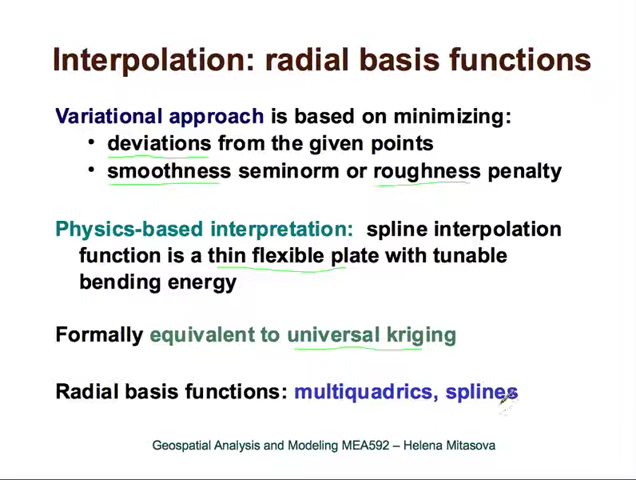 Interpolation: radial basis functions
Variational approach is based on minimizing:
• deviations from the given points
• smoothness seminorm or roughness penalty
Physics-based interpretation: spline interpolation
function is a thin flexible plate with tunable
bending energy
Formally equivalent to universal kriging
Radial basis functions: multiquadrics, splines
Geospatial Analysis and Modeling MEA592 – Helena Mitasova